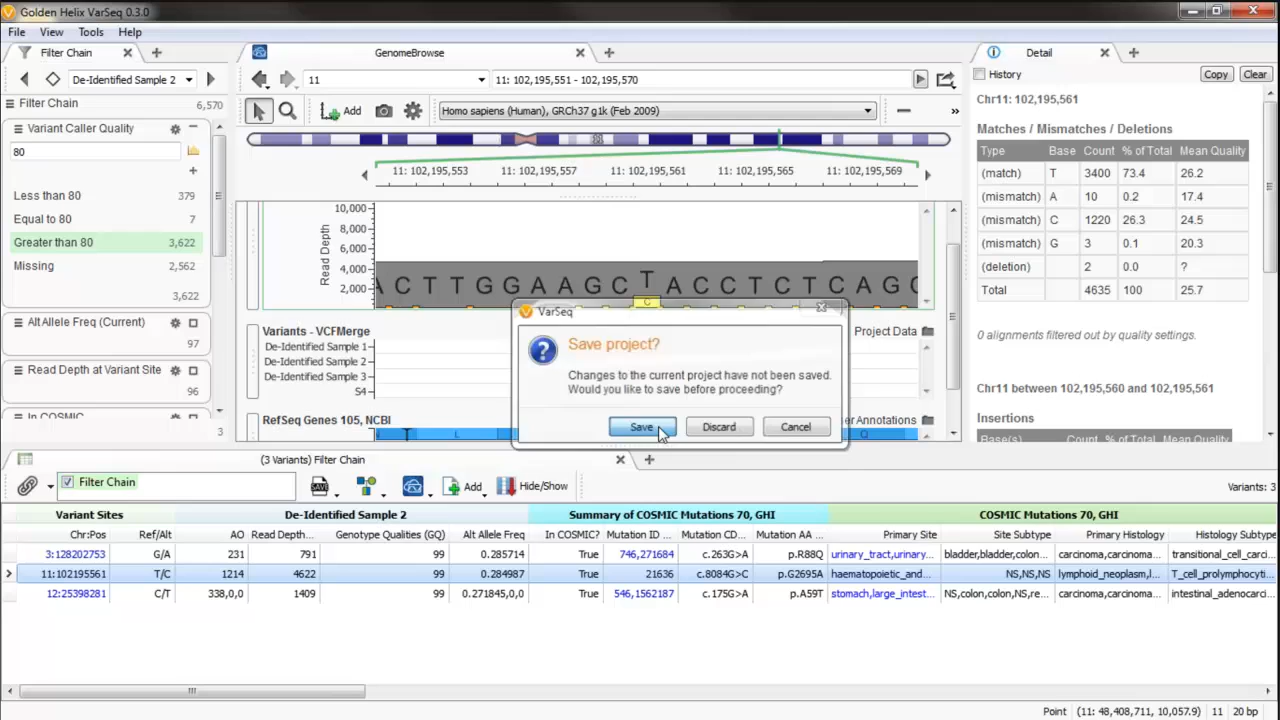 Golden Helix VarSeq 0.3.0
File View Tools Help
Filter Chain
GenomeBrowse
Detail
De-Identified Sample 2
11
11: 102,195,551 - 102,195,570
History
Copy
Clear
Filter Chain 6,570
Add
Homo sapiens (Human), GRCh37 g1k (Feb 2009)
»
Chr11: 102,195,561
Variant Caller Quality
80
Less than 80 379
Equal to 80 7
Greater than 80 3,622
Missing 2,562
3,622
Alt Allele Freq (Current)
97
Read Depth at Variant Site
96
In COSMIC
3
11: 102,195,553 11: 102,195,557 11: 102,195,561 11: 102,195,565 11: 102,195,569
Read Depth
10,000
8,000
6,000
4,000
2,000
A C T T G G A A G C T A C C T C T C A G C
C
Variants - VCFMerge
Project Data
De-Identified Sample 1
De-Identified Sample 2
De-Identified Sample 3
S4
RefSeq Genes 105, NCBI
Annotations
L
Q
Matches / Mismatches / Deletions
Type Base Count % of Total Mean Quality
(match) T 3400 73.4 26.2
(mismatch) A 10 0.2 17.4
(mismatch) C 1220 26.3 24.5
(mismatch) G 3 0.1 20.3
(deletion) 2 0.0 ?
Total 4635 100 25.7
0 alignments filtered out by quality settings.
Chr11 between 102,195,560 and 102,195,561
Insertions
Base(s) Count % of Total Mean Quality
VarSeq
Save project?
Changes to the current project have not been saved.
Would you like to save before proceeding?
Save
Discard
Cancel
(3 Variants) Filter Chain
Filter Chain
SAVE
Add
Hide/Show
Variants: 3
Variant Sites De-Identified Sample 2 Summary of COSMIC Mutations 70, GHI COSMIC Mutations 70, GHI
Chr:Pos Ref/Alt AO Read Depth... Genotype Qualities (GQ) Alt Allele Freq In COSMIC? Mutation ID ... Mutation CD... Mutation AA ... Primary Site Site Subtype Primary Histology Histology Subtype
3:128202753 G/A 231 791 99 0.285714 True 746,271684 c.263G>A p.R88Q urinary_tract,urinary... bladder,bladder,colon... carcinoma,carcinoma... transitional_cell_carci
11:102195561 T/C 1214 4622 99 0.284987 True 21636 c.8084G>C p.G2695A haematopoietic_and... NS,NS,NS lymphoid_neoplasm,l... T_cell_prolymphocyti
12:25398281 C/T 338,0,0 1409 99 0.271845,0,0 True 546,1562187 c.175G>A p.A59T stomach,large_intest... NS,colon,colon,NS,re... carcinoma,carcinoma... intestinal_adenocarci
Point (11: 48,408,711, 10,057.9) 11 20 bp